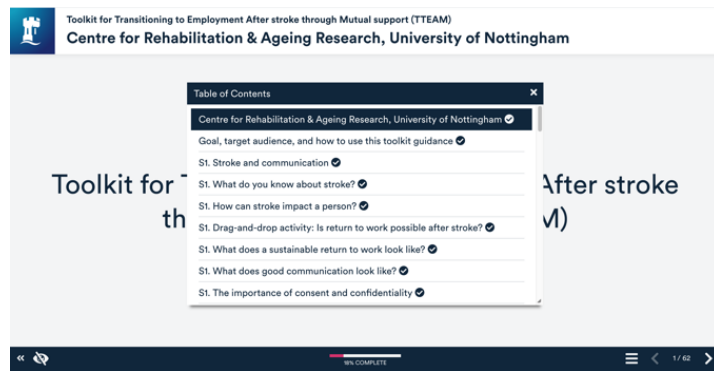 Toolkit for Transitioning to Employment After stroke through Mutual support (TTEAM)
Centre for Rehabilitation & Ageing Research, University of Nottingham
Table of Contents
Centre for Rehabilitation & Ageing Research, University of Nottingham
Goal, target audience, and how to use this toolkit guidance
S1. Stroke and communication
S1. What do you know about stroke?
S1. How can stroke impact a person?
S1. Drag-and-drop activity: Is return to work possible after stroke?
S1. What does a sustainable return to work look like?
S1. What does good communication look like?
S1. The importance of consent and confidentiality
Toolkit for After stroke
th M)
16% COMPLETE
1 / 62